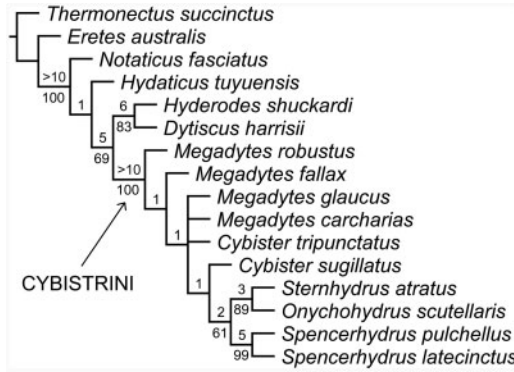 Thermonectus succinctus
Eretes australis
Notaticus fasciatus
>10
100
Hydaticus tuyuensis
1
Hyderodes shuckardi
6
83
5
69
Dytiscus harrisii
Megadytes robustus
>10
100
Megadytes fallax
1
Megadytes glaucus
Megadytes carcharias
1
Cybister tripunctatus
Cybister sugillatus
CYBISTRINI
1
Sternhydrus atratus
3
89
Onychohydrus scutellaris
2
61
Spencerhydrus pulchellus
5
99
Spencerhydrus latecinctus